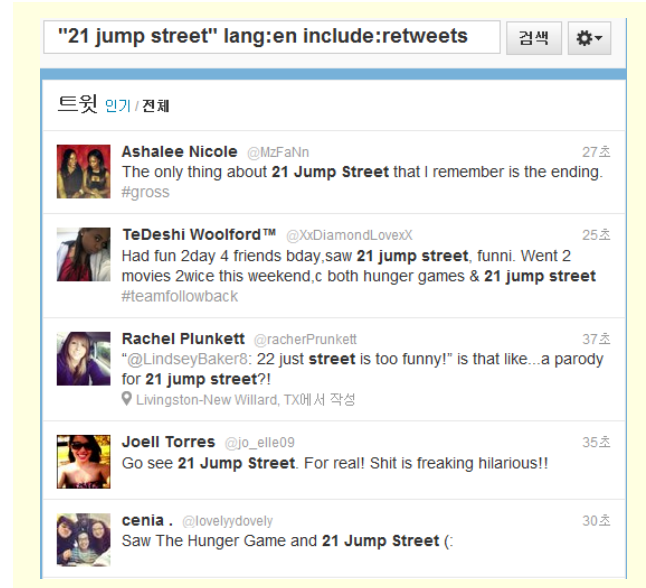 "21 jump street" lang:en include:retweets 검색
트윗 인기 / 전체
Ashalee Nicole @MzFaNn 27초
The only thing about 21 Jump Street that I remember is the ending.
#gross
TeDeshi Woolford™ @XxDiamondLovexX 25초
Had fun 2day 4 friends bday,saw 21 jump street, funni. Went 2
movies 2wice this weekend,c both hunger games & 21 jump street
#teamfollowback
Rachel Plunkett @racherPrunkett 37초
“@LindseyBaker8: 22 just street is too funny!” is that like...a parody
for 21 jump street?!
Livingston-New Willard, TX에서 작성
Joell Torres @jo_elle09 35초
Go see 21 Jump Street. For real! Shit is freaking hilarious!!
cenia . @lovelyydovely 30초
Saw The Hunger Game and 21 Jump Street (: